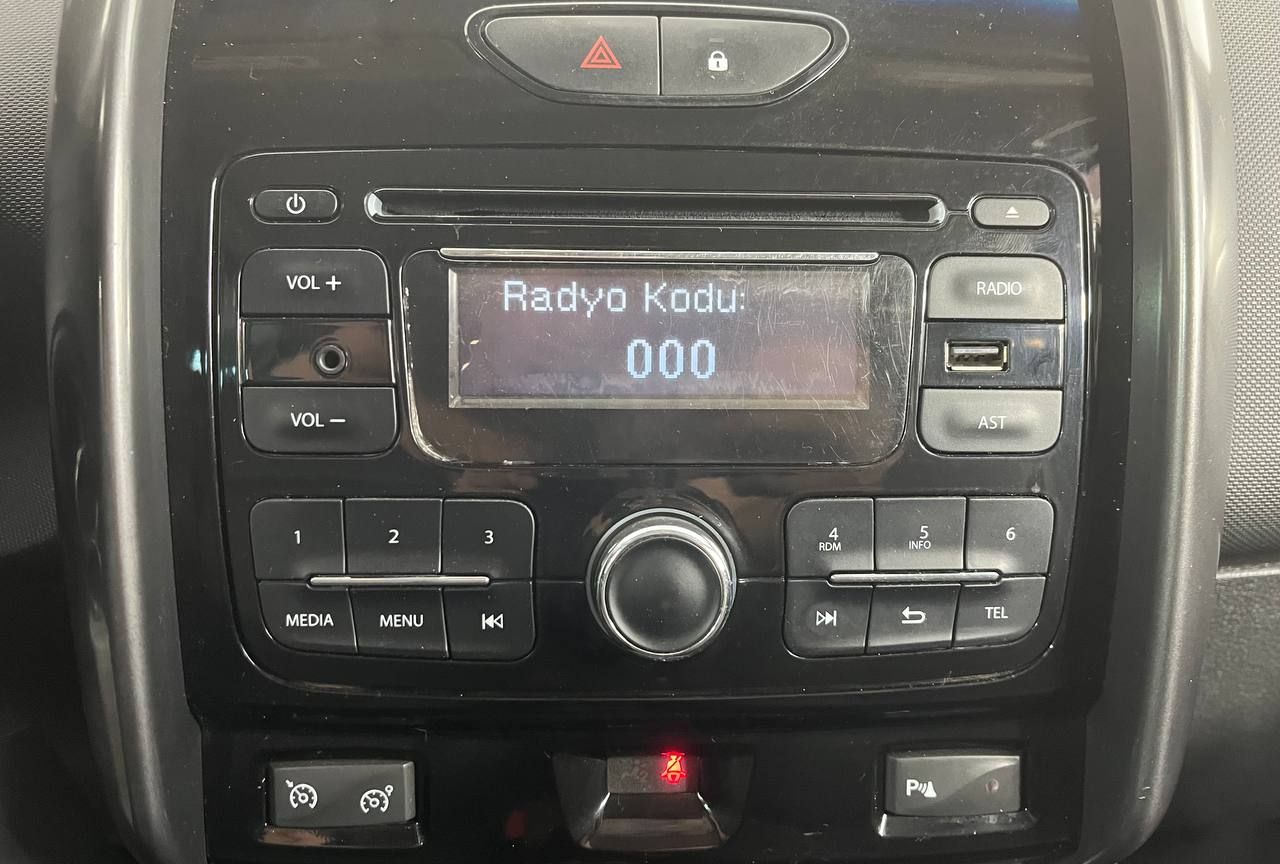 VOL +
RADIO
Radyo Kodu:
000
VOL −
AST
1 2 3 4 5 6
RDM INFO
MEDIA MENU TEL
P